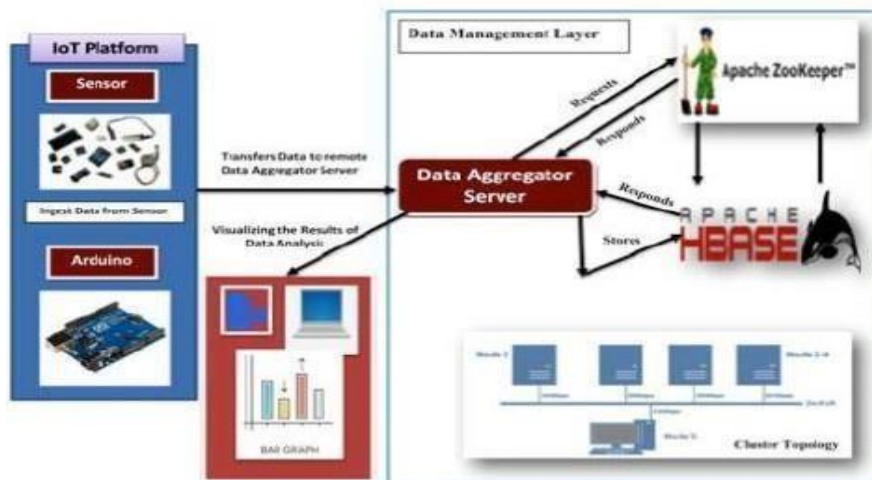 IoT Platform
Sensor
Ingest Data from Sensor
Arduino
Transfers Data to remote
Data Aggregator Server
Visualizing the Results of
Data Analysis
BAR GRAPH
Data Management Layer
Requests
Responds
Apache ZooKeeper™
Data Aggregator
Server
Responds
Stores
APACHE
HBASE
Cluster Topology